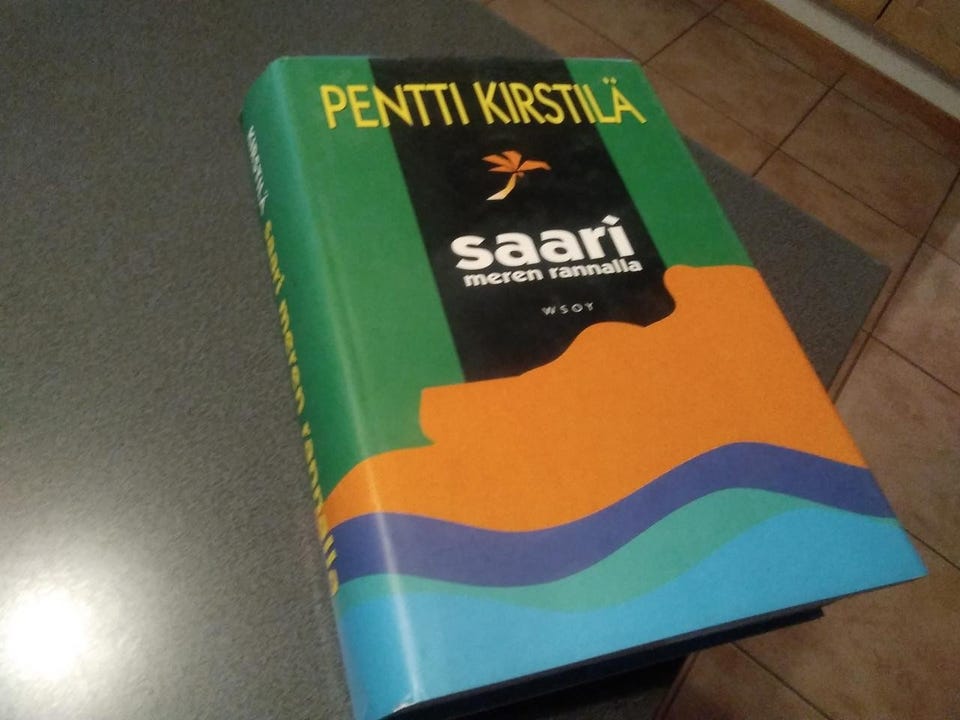 PENTTI KIRSTILÄ
saari
meren rannalla
WSOY
KIRSTILÄ saari meren rannalla